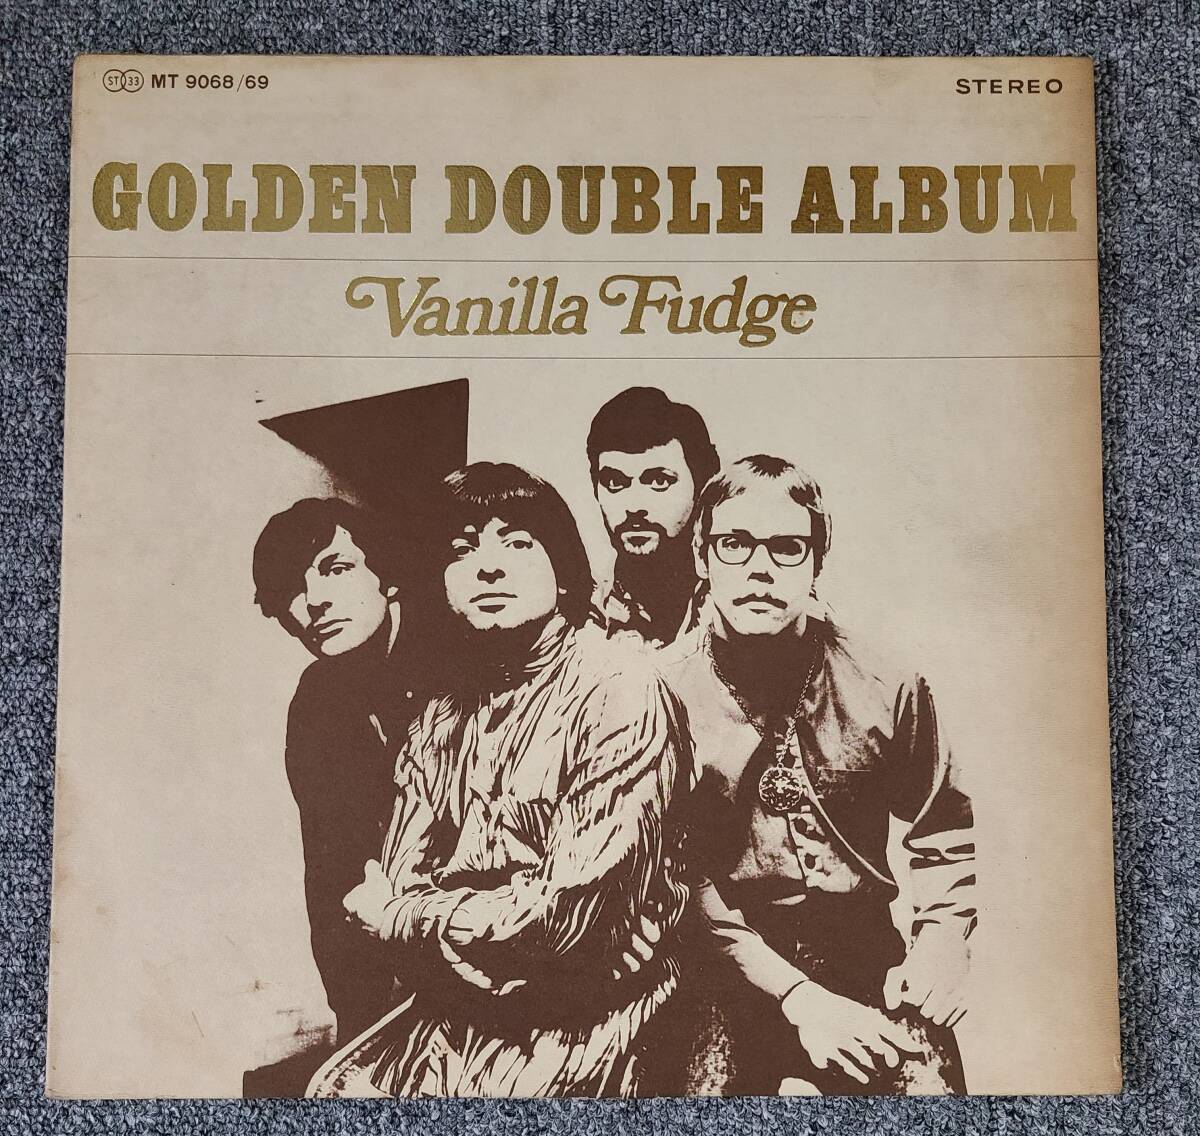 ST 33 MT 9068/69 STEREO
GOLDEN DOUBLE ALBUM
Vanilla Fudge